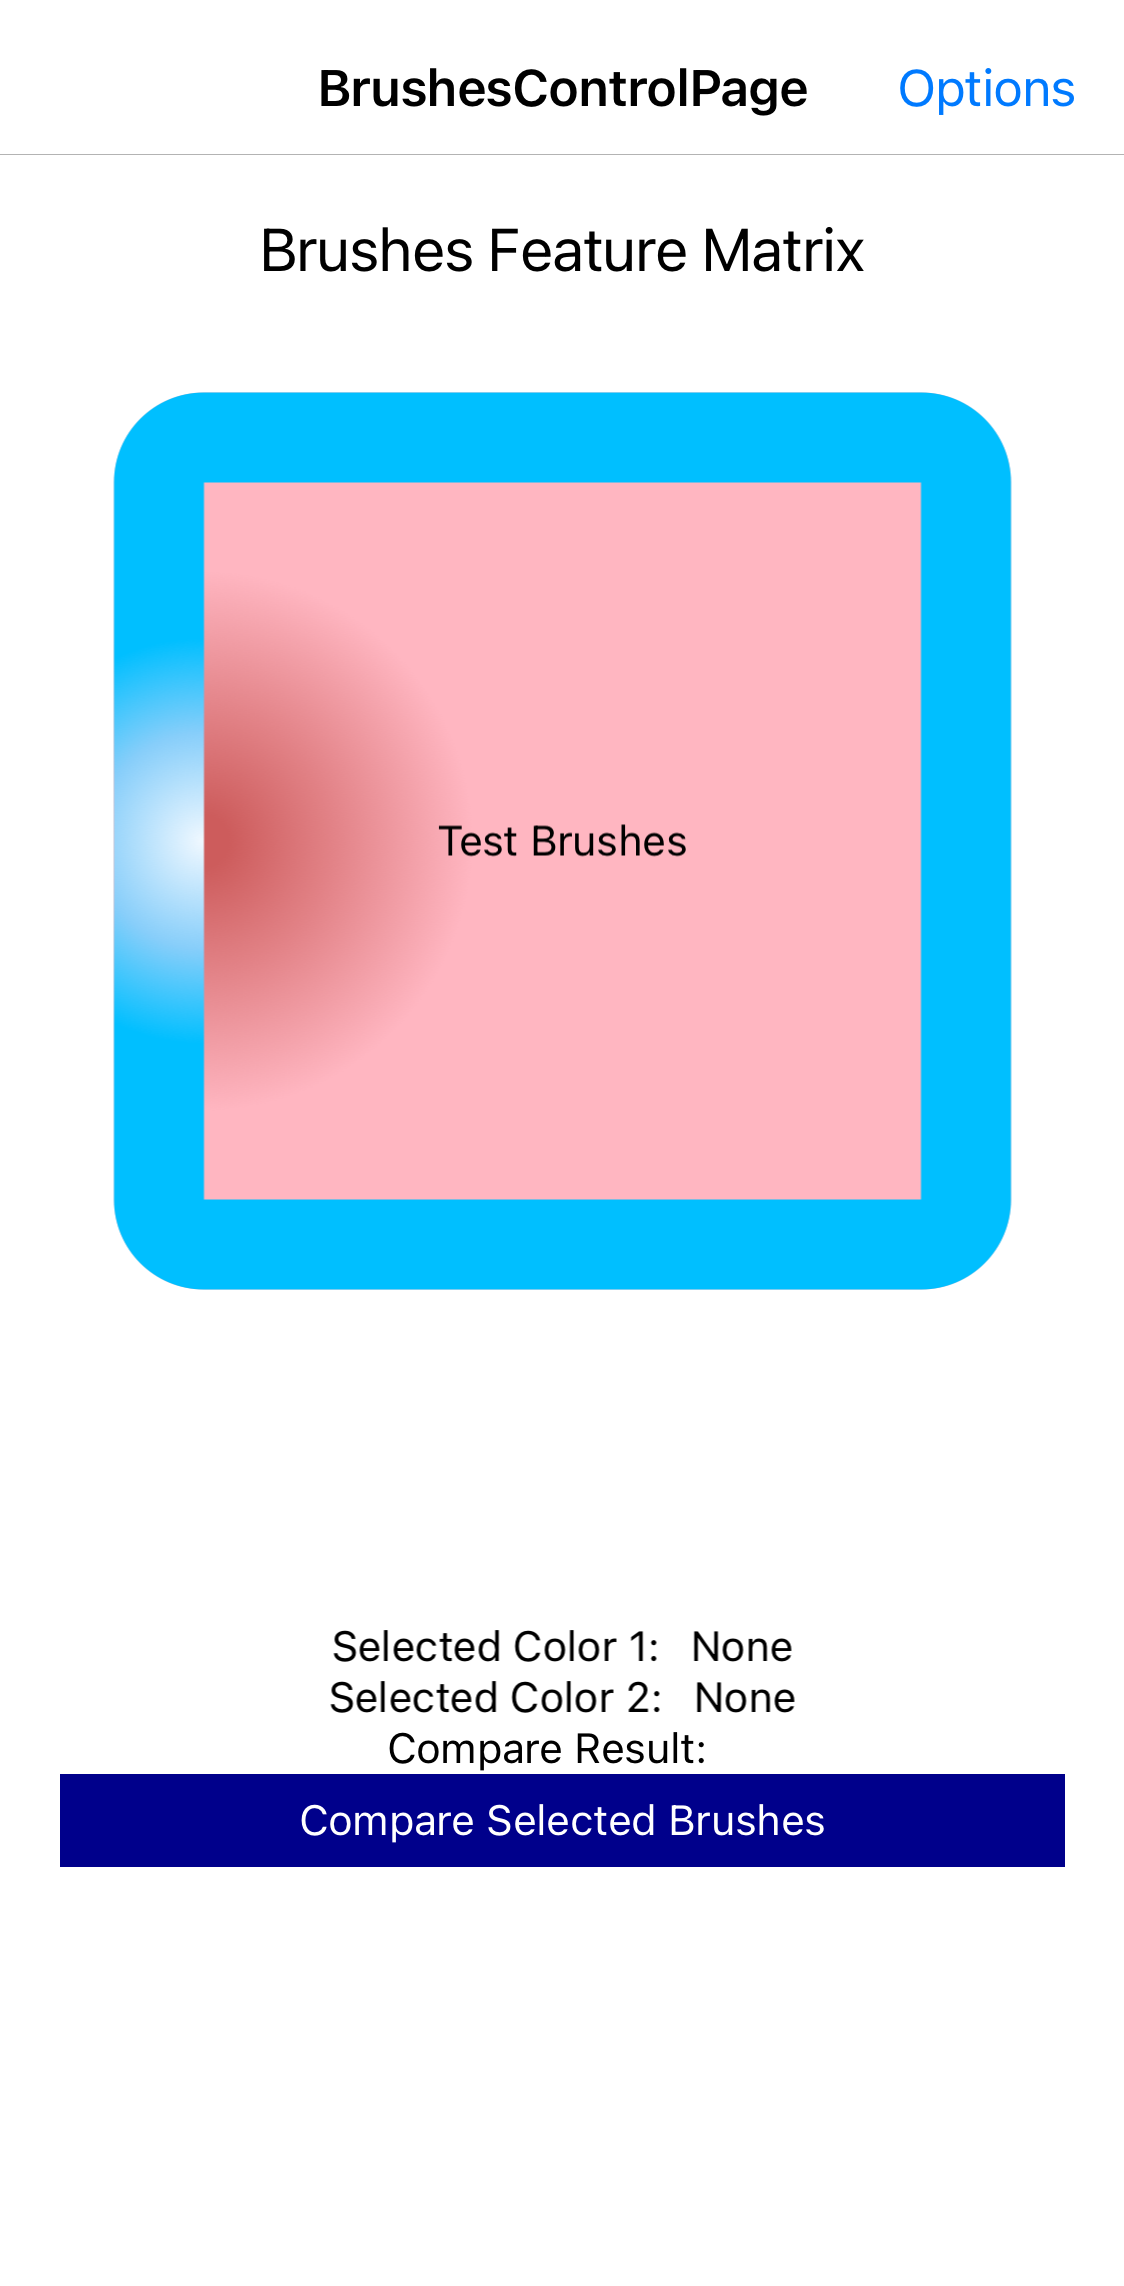 BrushesControlPage Options
Brushes Feature Matrix
Test Brushes
Selected Color 1: None
Selected Color 2: None
Compare Result:
Compare Selected Brushes